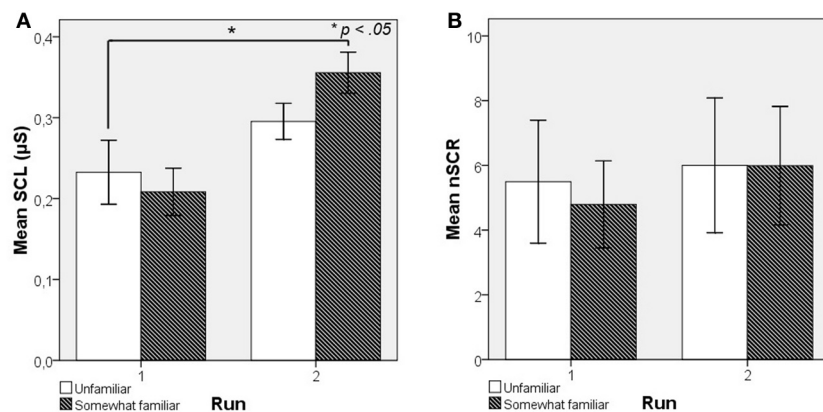 A
* p < .05
*
0,4
0,3
0,2
0,1
0,0
Mean SCL (µS)
1
2
Unfamiliar
Somewhat familiar
Run
B
10
8
6
4
2
0
Mean nSCR
1
2
Unfamiliar
Somewhat familiar
Run